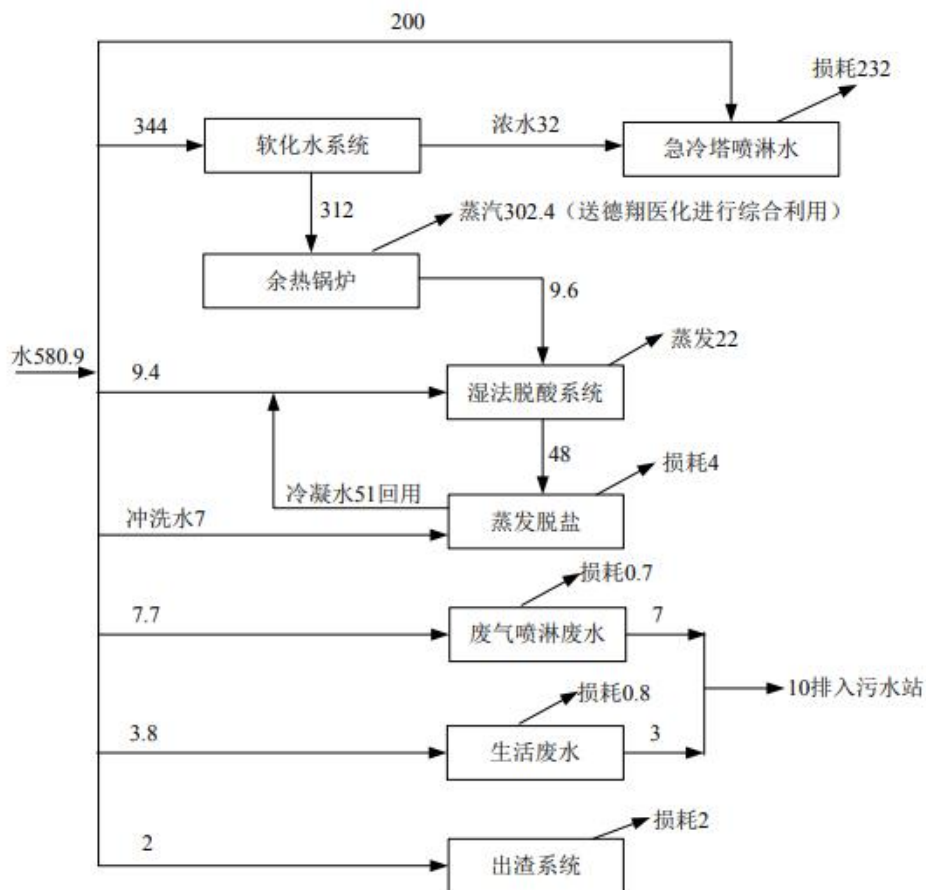 200
损耗232
344
软化水系统
浓水32
急冷塔喷淋水
312
蒸汽302.4（送德翔医化进行综合利用）
余热锅炉
9.6
水580.9
9.4
蒸发22
湿法脱酸系统
48
损耗4
冷凝水51回用
冲洗水7
蒸发脱盐
损耗0.7
7.7
废气喷淋废水
7
10排入污水站
损耗0.8
3.8
生活废水
3
损耗2
2
出渣系统